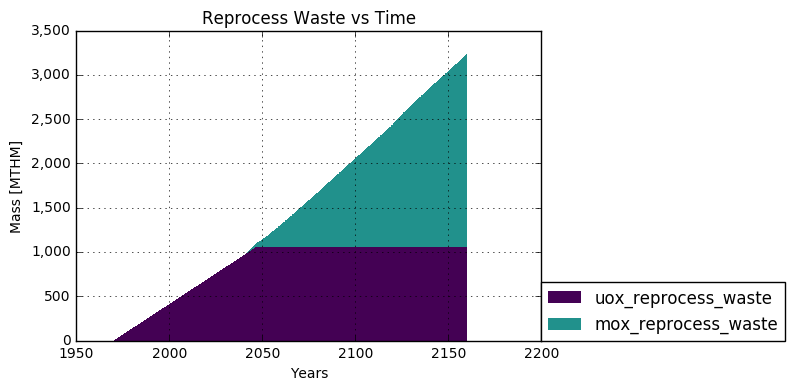 Reprocess Waste vs Time
3,500
3,000
2,500
2,000
1,500
1,000
500
0
Mass [MTHM]
1950
2000
2050
2100
2150
2200
Years
uox_reprocess_waste
mox_reprocess_waste